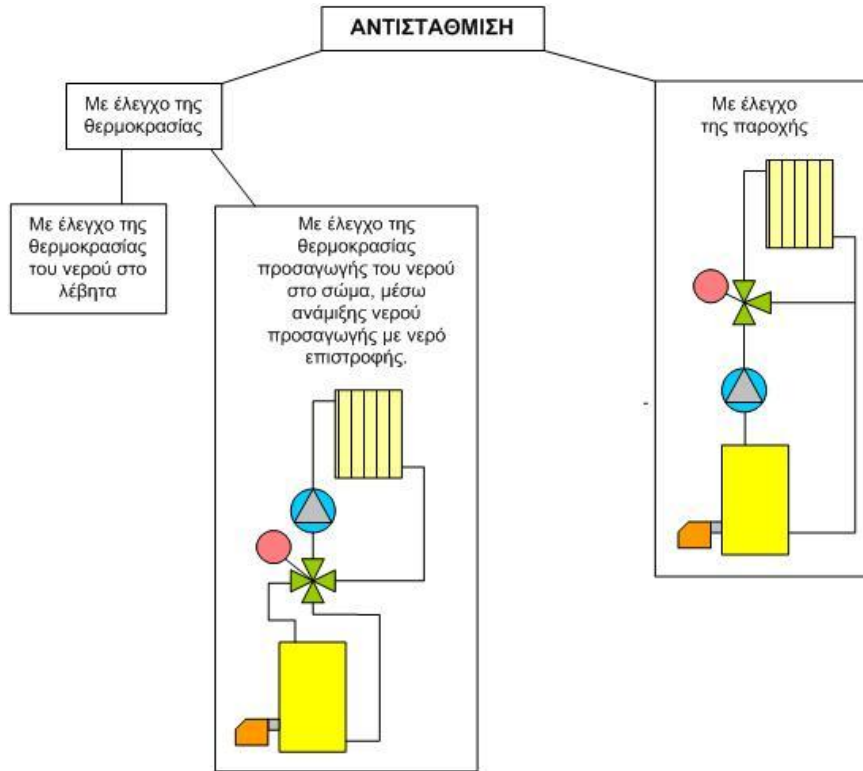 ΑΝΤΙΣΤΑΘΜΙΣΗ
Με έλεγχο της
θερμοκρασίας
Με έλεγχο της
θερμοκρασίας
του νερού στο
λέβητα
Με έλεγχο της
θερμοκρασίας
προσαγωγής του νερού
στο σώμα, μέσω
ανάμιξης νερού
προσαγωγής με νερό
επιστροφής.
Με έλεγχο
της παροχής